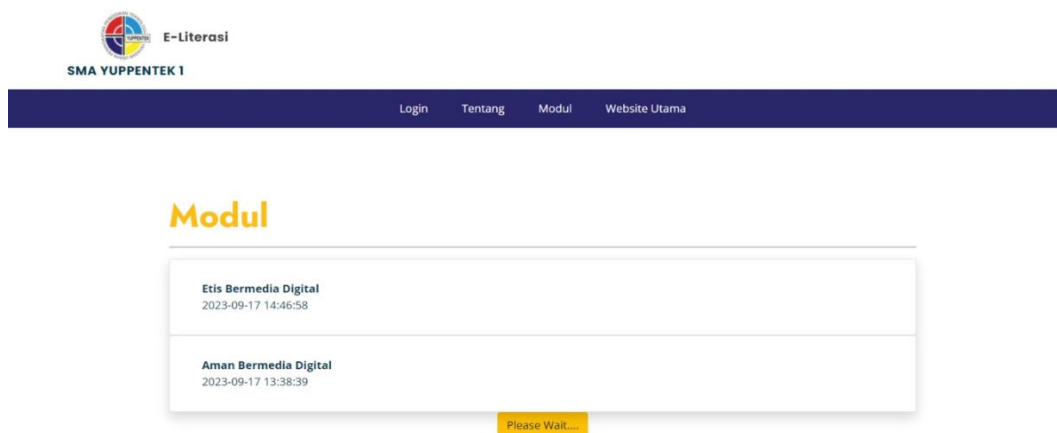 E-Literasi
SMA YUPPENTEK 1
Login Tentang Modul Website Utama
Modul
Etis Bermedia Digital
2023-09-17 14:46:58
Aman Bermedia Digital
2023-09-17 13:38:39
Please Wait....